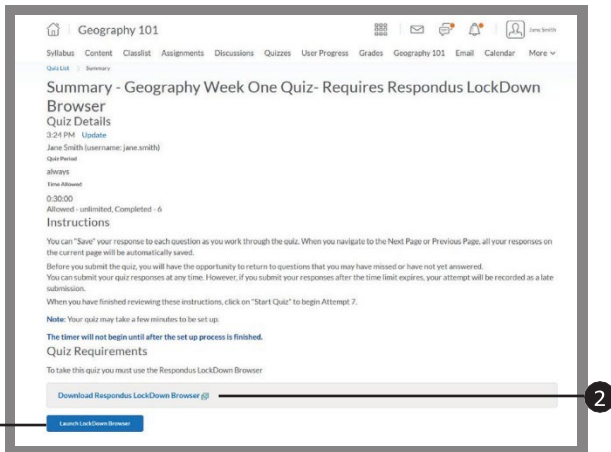 Geography 101
Jane Smith
Syllabus Content Classlist Assignments Discussions Quizzes User Progress Grades Geography 101 Email Calendar More
Quiz List Summary
Summary - Geography Week One Quiz- Requires Respondus LockDown
Browser
Quiz Details
3:24 PM Update
Jane Smith (username: jane.smith)
Quiz Period
always
Time Allowed
0:30:00
Allowed - unlimited, Completed - 6
Instructions
You can "Save" your response to each question as you work through the quiz. When you navigate to the Next Page or Previous Page, all your responses on
the current page will be automatically saved.
Before you submit the quiz, you will have the opportunity to return to questions that you may have missed or have not yet answered.
You can submit your quiz responses at any time. However, if you submit your responses after the time limit expires, your attempt will be recorded as a late
submission.
When you have finished reviewing these instructions, click on "Start Quiz" to begin Attempt 7.
Note: Your quiz may take a few minutes to be set up.
The timer will not begin until after the set up process is finished.
Quiz Requirements
To take this quiz you must use the Respondus LockDown Browser
Download Respondus LockDown Browser
2
Launch LockDown Browser